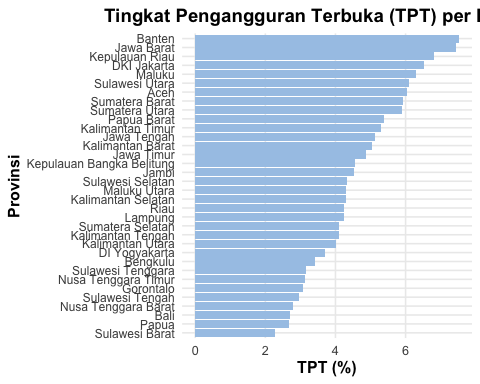 Tingkat Pengangguran Terbuka (TPT) per
Banten
Jawa Barat
Kepulauan Riau
DKI Jakarta
Maluku
Sulawesi Utara
Aceh
Sumatera Barat
Sumatera Utara
Papua Barat
Kalimantan Timur
Jawa Tengah
Kalimantan Barat
Jawa Timur
Kepulauan Bangka Belitung
Jambi
Sulawesi Selatan
Maluku Utara
Kalimantan Selatan
Riau
Lampung
Sumatera Selatan
Kalimantan Tengah
Kalimantan Utara
DI Yogyakarta
Bengkulu
Sulawesi Tenggara
Nusa Tenggara Timur
Gorontalo
Sulawesi Tengah
Nusa Tenggara Barat
Bali
Papua
Sulawesi Barat
Provinsi
0 2 4 6
TPT (%)